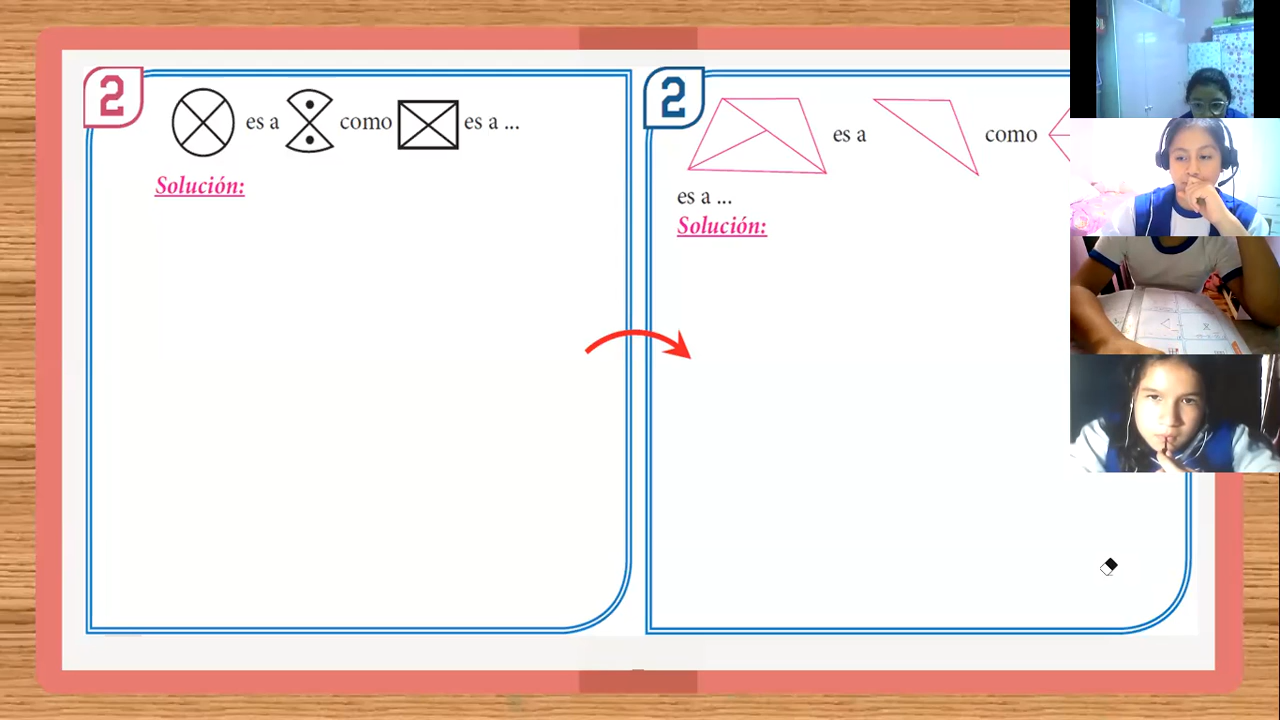 2
es a como es a ...
Solución:
2
es a como
es a ...
Solución: